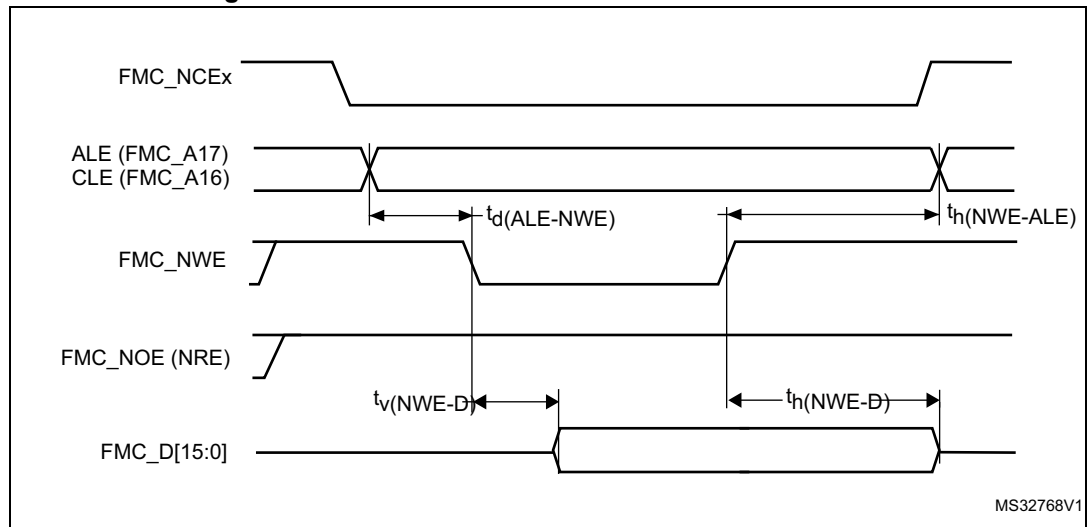 FMC_NCEx
ALE (FMC_A17)
CLE (FMC_A16)
td(ALE-NWE)
th(NWE-ALE)
FMC_NWE
FMC_NOE (NRE)
tv(NWE-D)
th(NWE-D)
FMC_D[15:0]
MS32768V1